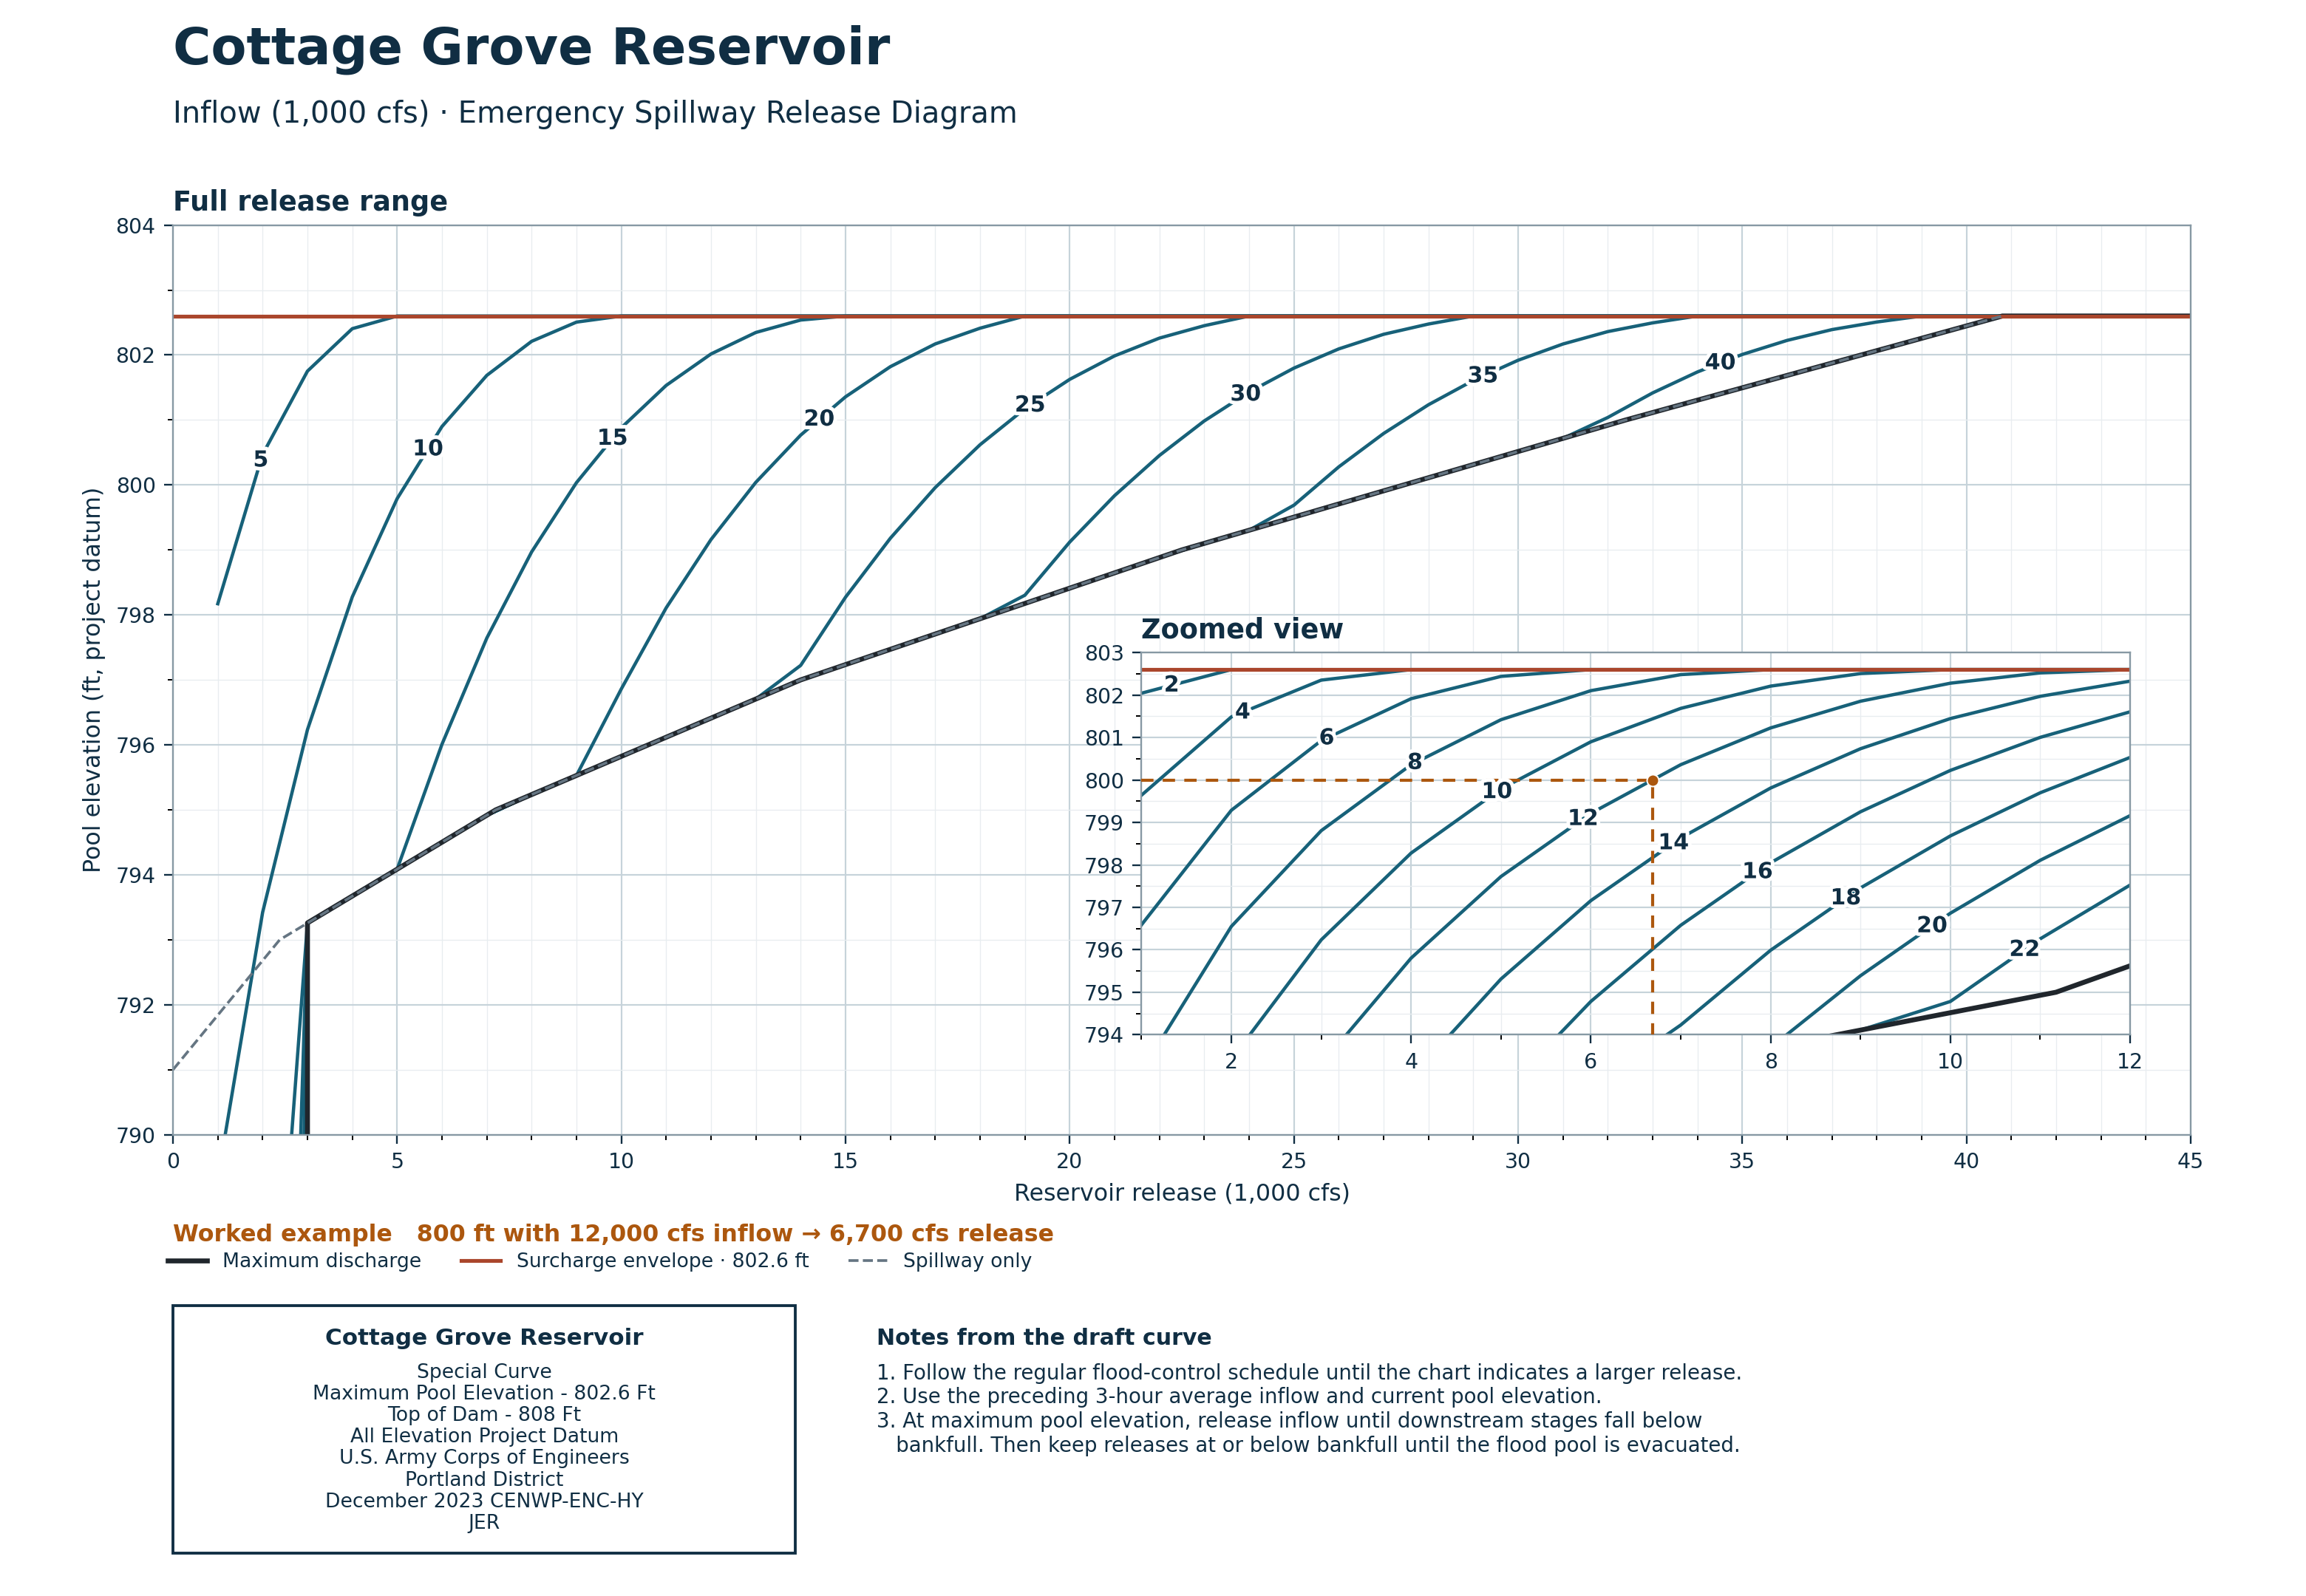 Cottage Grove Reservoir
Inflow (1,000 cfs) · Emergency Spillway Release Diagram
Full release range
804
802
800
798
796
794
792
790
Pool elevation (ft, project datum)
5
10
15
20
25
30
35
40
Zoomed view
803
802
801
800
799
798
797
796
795
794
2
4
6
8
10
12
14
16
18
20
22
2
4
6
8
10
12
0
5
10
15
20
25
30
35
40
45
Reservoir release (1,000 cfs)
Worked example 800 ft with 12,000 cfs inflow → 6,700 cfs release
Maximum discharge
Surcharge envelope · 802.6 ft
Spillway only
Cottage Grove Reservoir
Special Curve
Maximum Pool Elevation - 802.6 Ft
Top of Dam - 808 Ft
All Elevation Project Datum
U.S. Army Corps of Engineers
Portland District
December 2023 CENWP-ENC-HY
JER
Notes from the draft curve
1. Follow the regular flood-control schedule until the chart indicates a larger release.
2. Use the preceding 3-hour average inflow and current pool elevation.
3. At maximum pool elevation, release inflow until downstream stages fall below
bankfull. Then keep releases at or below bankfull until the flood pool is evacuated.